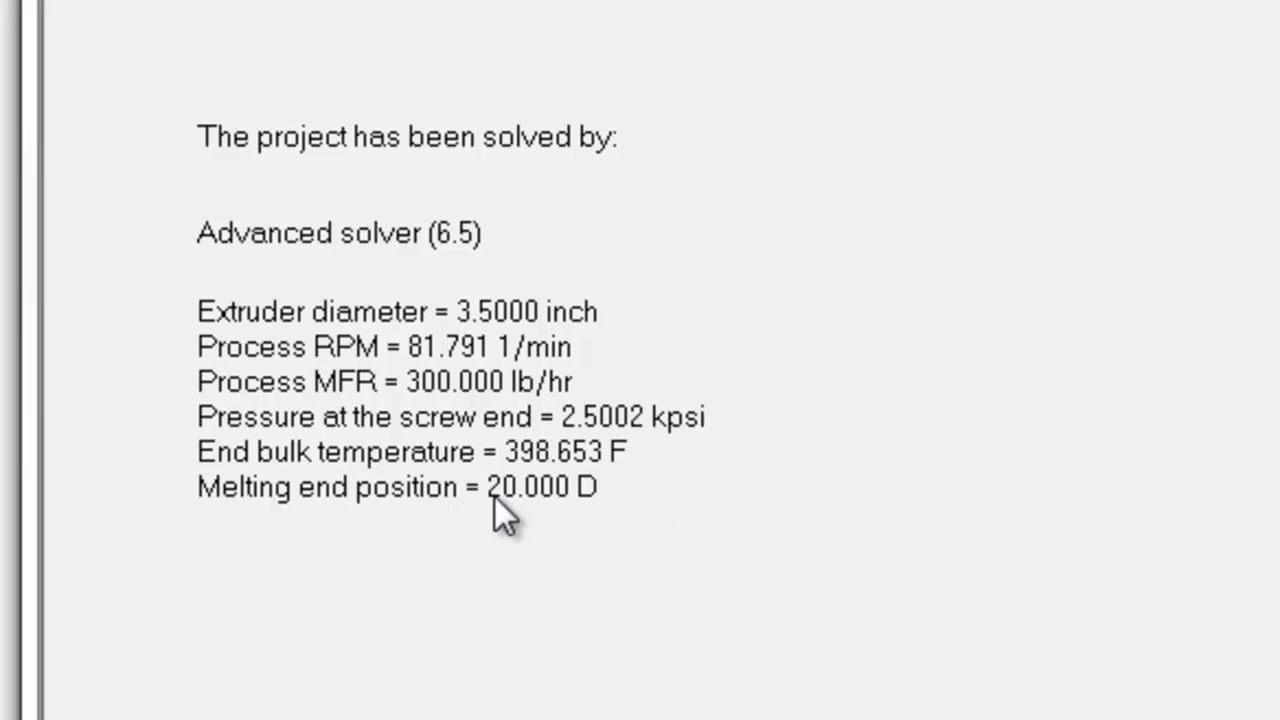 The project has been solved by:
Advanced solver (6.5)
Extruder diameter = 3.5000 inch
Process RPM = 81.791 1/min
Process MFR = 300.000 lb/hr
Pressure at the screw end = 2.5002 kpsi
End bulk temperature = 398.653 F
Melting end position = 20.000 D